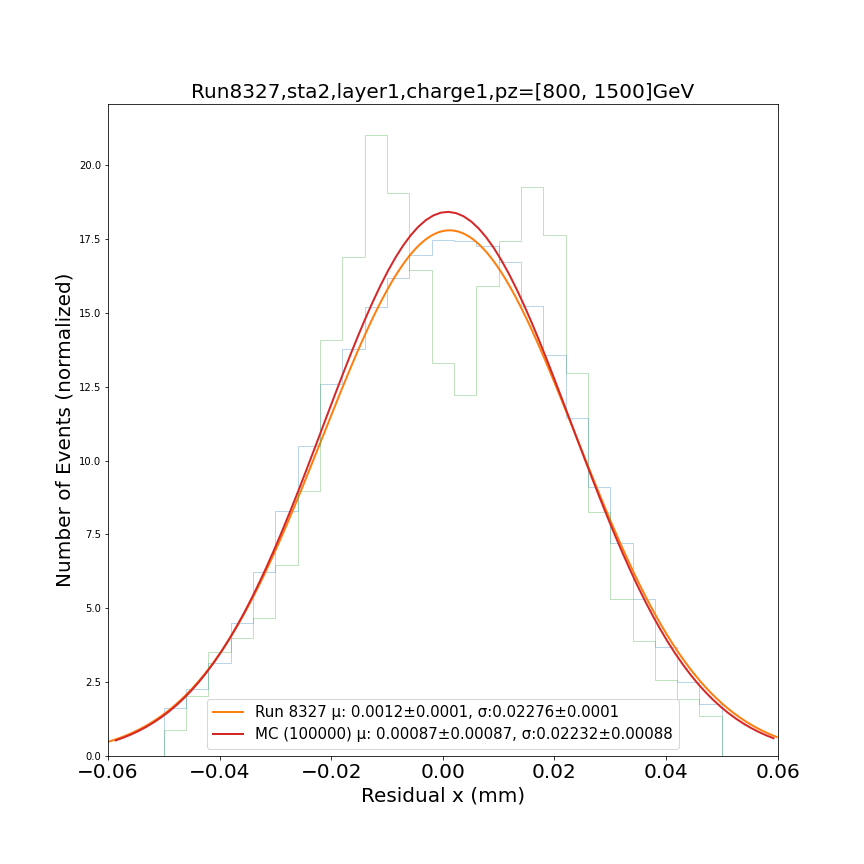 Run8327,sta2,layer1,charge1,pz=[800, 1500]GeV
Number of Events (normalized)
20.0
17.5
15.0
12.5
10.0
7.5
5.0
2.5
0.0
Run 8327 μ: 0.0012±0.0001, σ:0.02276±0.0001
MC (100000) μ: 0.00087±0.00087, σ:0.02232±0.00088
−0.06 −0.04 −0.02 0.00 0.02 0.04 0.06
Residual x (mm)